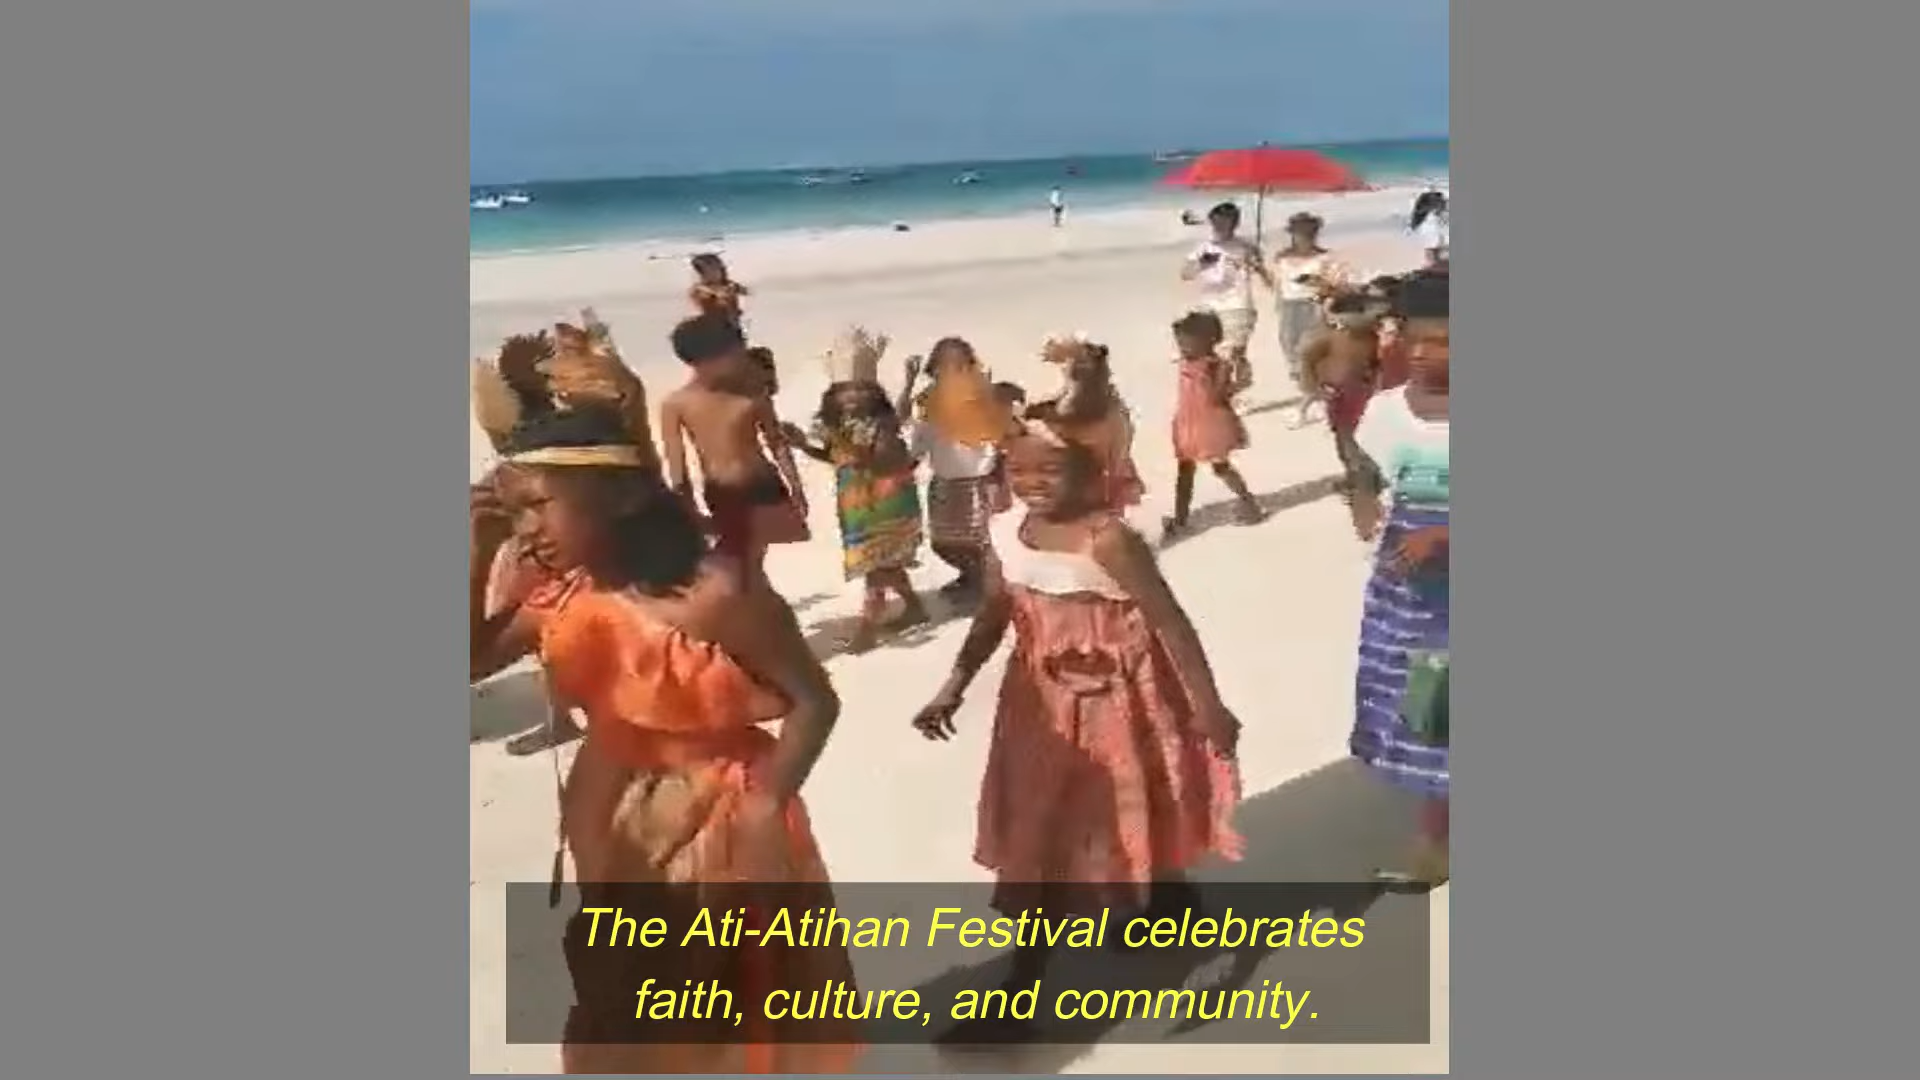 The Ati-Atihan Festival celebrates
faith, culture, and community.